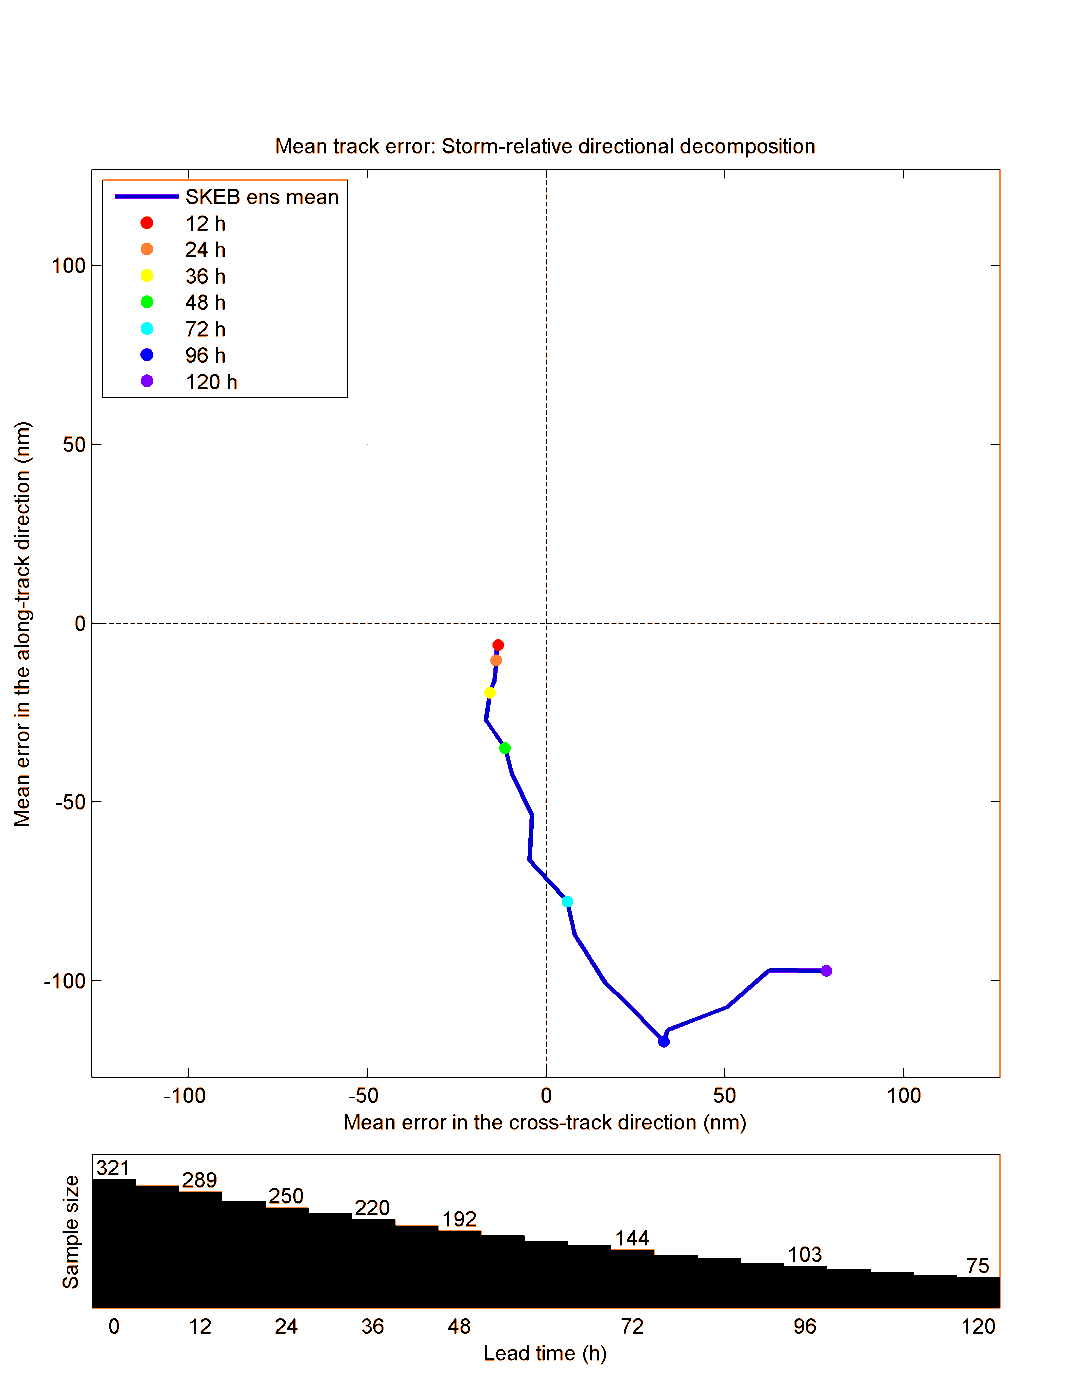 Mean track error: Storm-relative directional decomposition
SKEB ens mean
12 h
24 h
36 h
48 h
72 h
96 h
120 h
100
50
0
-50
-100
Mean error in the along-track direction (nm)
-100 -50 0 50 100
Mean error in the cross-track direction (nm)
321 289 250 220 192 144 103 75
Sample size
0 12 24 36 48 72 96 120
Lead time (h)